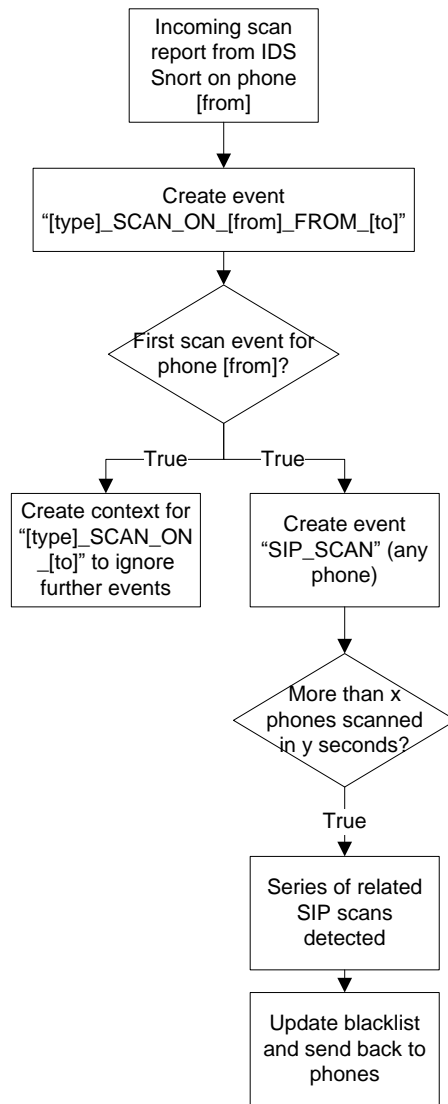 Incoming scan
report from IDS
Snort on phone
[from]
Create event
“[type]_SCAN_ON_[from]_FROM_[to]”
First scan event for
phone [from]?
True
True
Create context for
“[type]_SCAN_ON
_[to]” to ignore
further events
Create event
“SIP_SCAN” (any
phone)
More than x
phones scanned
in y seconds?
True
Series of related
SIP scans
detected
Update blacklist
and send back to
phones